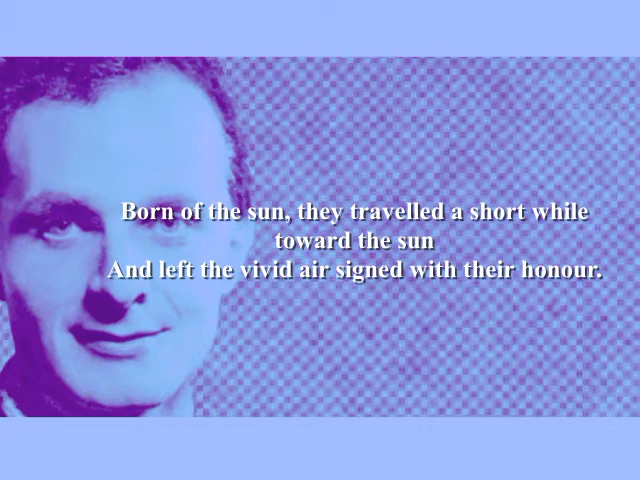 Born of the sun, they travelled a short while
toward the sun
And left the vivid air signed with their honour.